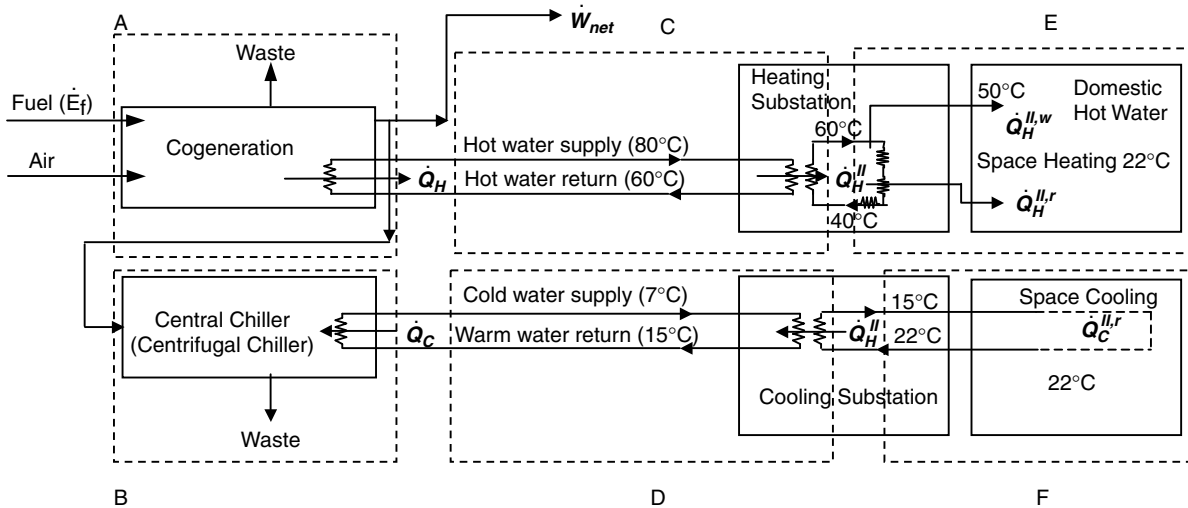 A
Ẇnet
C
E
Waste
Fuel (Ėf)
Air
Cogeneration
Q̇H
Hot water supply (80°C)
Hot water return (60°C)
Heating
Substation
60°C
Q̇H^II
40°C
50°C
Domestic
Hot Water
Q̇H^II,w
Space Heating 22°C
Q̇H^II,r
Central Chiller
(Centrifugal Chiller)
Q̇C
Waste
Cold water supply (7°C)
Warm water return (15°C)
15°C
Q̇H^II
22°C
Cooling Substation
Space Cooling
Q̇C^II,r
22°C
B
D
F